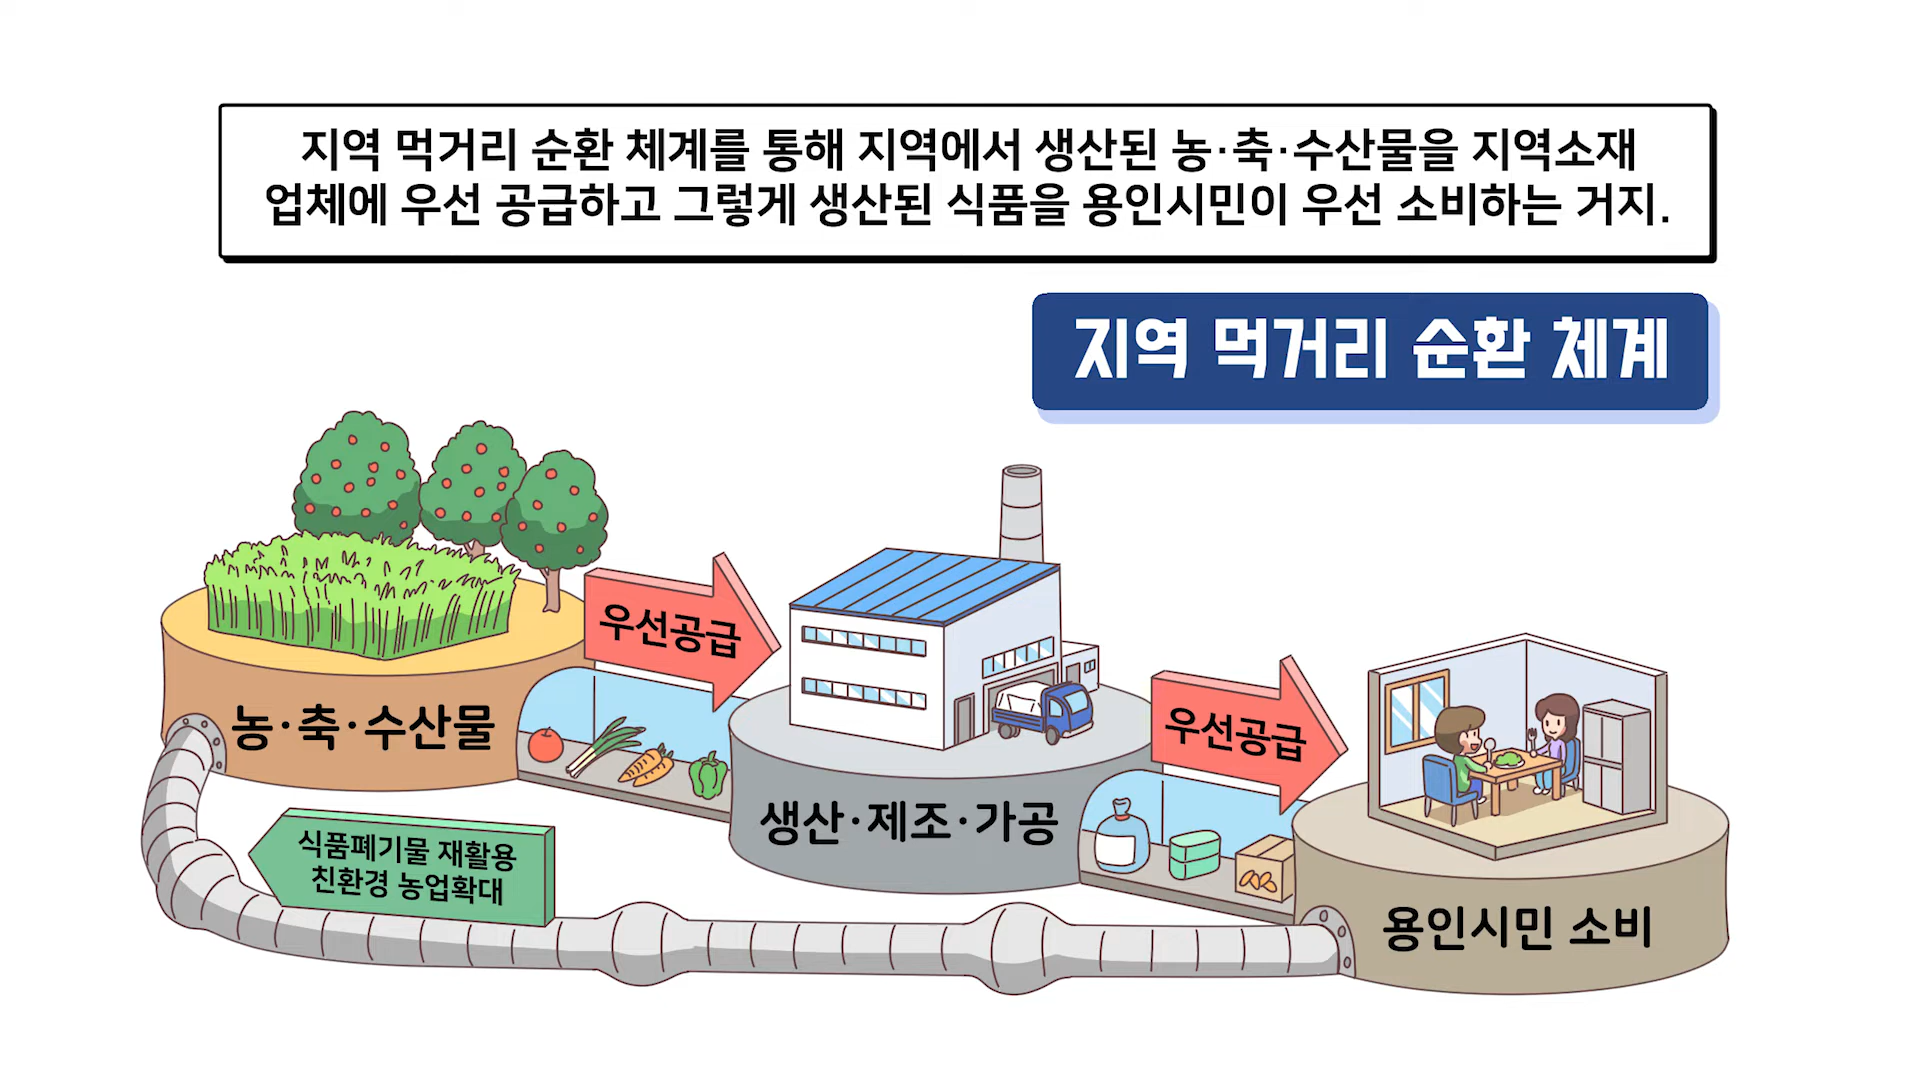 지역 먹거리 순환 체계를 통해 지역에서 생산된 농·축·수산물을 지역소재
업체에 우선 공급하고 그렇게 생산된 식품을 용인시민이 우선 소비하는 거지.
지역 먹거리 순환 체계
우선공급
농·축·수산물
우선공급
생산·제조·가공
식품폐기물 재활용
친환경 농업확대
용인시민 소비